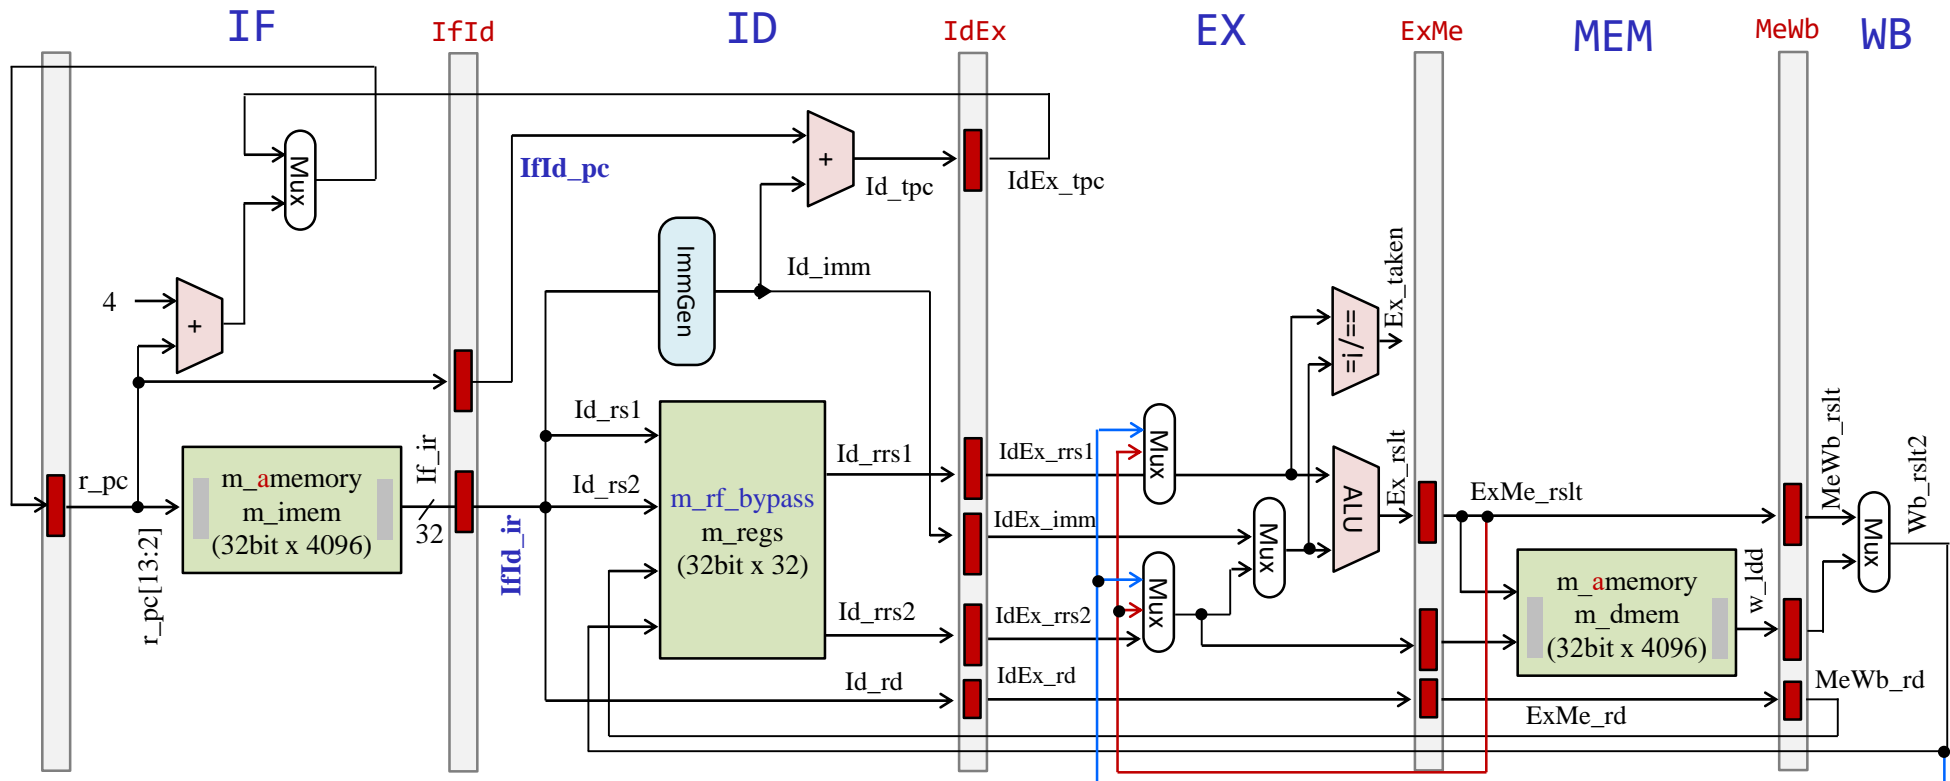 IF
IfId
ID
IdEx
EX
ExMe
MEM
MeWb
WB
Mux
4
+
r_pc
r_pc[13:2]
m_amemory
m_imem
(32bit x 4096)
If_ir
32
IfId_pc
IfId_ir
+
Id_tpc
IdEx_tpc
ImmGen
Id_imm
Id_rs1
Id_rs2
m_rf_bypass
m_regs
(32bit x 32)
Id_rrs1
Id_rrs2
Id_rd
IdEx_rrs1
IdEx_imm
IdEx_rrs2
IdEx_rd
Mux
Mux
Mux
==/!=
Ex_taken
ALU
Ex_rslt
ExMe_rslt
m_amemory
m_dmem
(32bit x 4096)
w_ldd
ExMe_rd
MeWb_rslt
Mux
Wb_rslt2
MeWb_rd